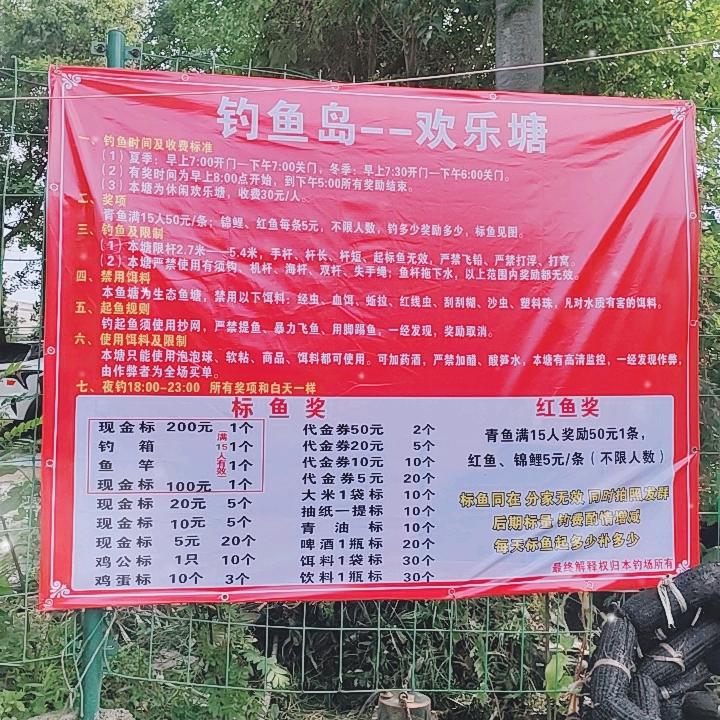 钓鱼岛--欢乐塘
一、钓鱼时间及收费标准
（1）夏季：早上7:00开门一下午7:00关门，冬季：早上7:30开门一下午6:00关门。
（2）有奖时间为早上8:00点开始，到下午5:00所有奖励结束。
（3）本塘为休闲欢乐塘，收费30元/人。
二、奖项
青鱼满15人50元/条；锦鲤、红鱼每条5元，不限人数，钓多少奖励多少，标鱼见图。
三、钓鱼及限制
（1）本塘限杆2.7米——5.4米，手杆、杆长、杆短、起标鱼无效，严禁飞铅、严禁打浮、打窝。
（2）本塘严禁使用有须钩、机杆、海杆、双杆、失手绳；鱼杆拖下水，以上范围内奖励都无效。
四、禁用饵料
本鱼塘为生态鱼塘，禁用以下饵料：经虫、血饵、蚯拉、红线虫、刮刮糊、沙虫、塑料珠，凡对水质有害的饵料。
五、起鱼规则
钓起鱼须使用抄网，严禁提鱼、暴力飞鱼、用脚踢鱼，一经发现，奖励取消。
六、使用饵料及限制
本塘只能使用泡泡球、软粘、商品、饵料都可使用。可加药酒，严禁加醋、酸笋水，本塘有高清监控，一经发现作弊，
由作弊者为全场买单。
七、夜钓18:00-23:00 所有奖项和白天一样
标鱼奖
现金标 200元 1个
钓箱 1个
鱼竿 1个
现金标 100元 1个
（满15人有效）
现金标 20元 5个
现金标 10元 5个
现金标 5元 20个
鸡公标 1只 10个
鸡蛋标 10个 3个
代金券50元 2个
代金券20元 5个
代金券10元 10个
代金券5元 20个
大米1袋标 10个
抽纸一提标 10个
青油标 10个
啤酒1瓶标 20个
饵料1袋标 30个
饮料1瓶标 30个
红鱼奖
青鱼满15人奖励50元1条，
红鱼、锦鲤5元/条（不限人数）
标鱼同在 分家无效 同时拍照发群
后期标量 钓费酌情增减
每天标鱼起多少补多少
最终解释权归本钓场所有